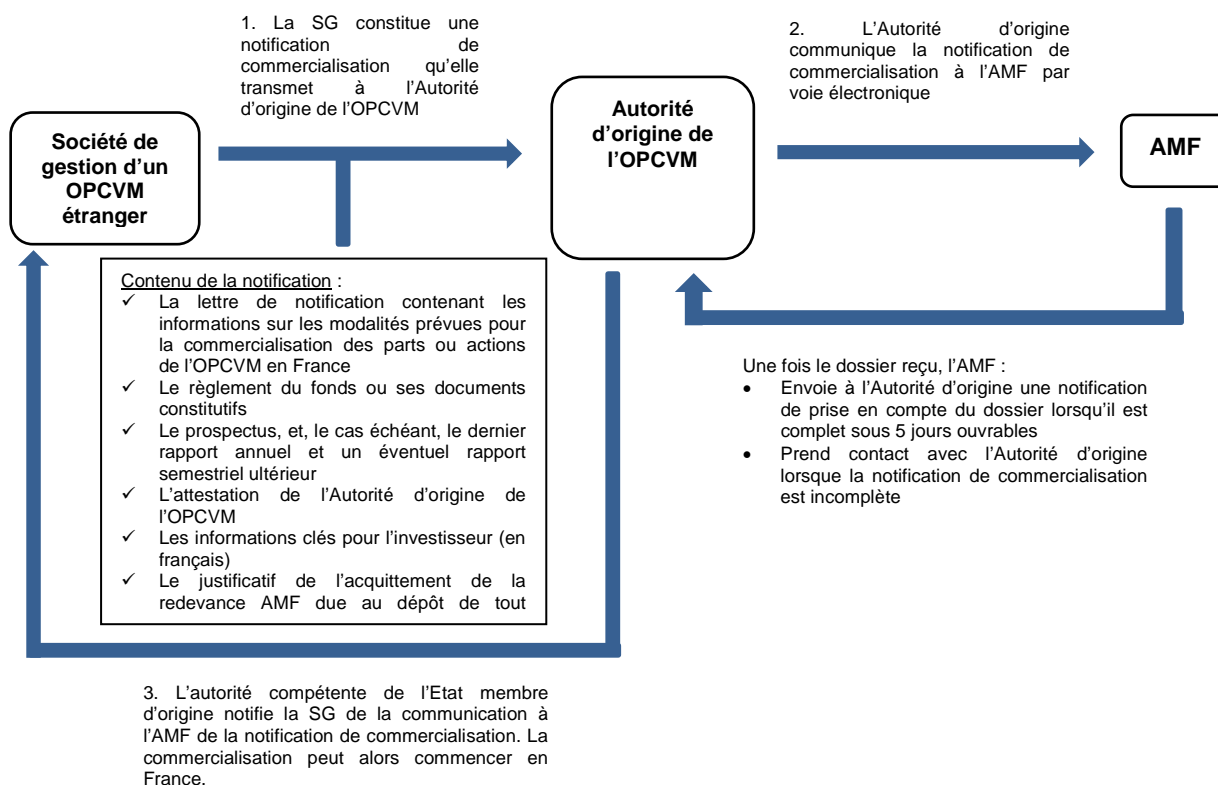 1. La SG constitue une
notification de
commercialisation qu'elle
transmet à l'Autorité
d'origine de l'OPCVM
2. L'Autorité d'origine
communique la notification de
commercialisation à l'AMF par
voie électronique
Société de
gestion d'un
OPCVM
étranger
Autorité
d'origine de
l'OPCVM
AMF
Contenu de la notification :
✓ La lettre de notification contenant les
informations sur les modalités prévues pour
la commercialisation des parts ou actions
de l'OPCVM en France
✓ Le règlement du fonds ou ses documents
constitutifs
✓ Le prospectus, et, le cas échéant, le dernier
rapport annuel et un éventuel rapport
semestriel ultérieur
✓ L'attestation de l'Autorité d'origine de
l'OPCVM
✓ Les informations clés pour l'investisseur (en
français)
✓ Le justificatif de l'acquittement de la
redevance AMF due au dépôt de tout
Une fois le dossier reçu, l'AMF :
• Envoie à l'Autorité d'origine une notification
de prise en compte du dossier lorsqu'il est
complet sous 5 jours ouvrables
• Prend contact avec l'Autorité d'origine
lorsque la notification de commercialisation
est incomplète
3. L'autorité compétente de l'Etat membre
d'origine notifie la SG de la communication à
l'AMF de la notification de commercialisation. La
commercialisation peut alors commencer en
France.